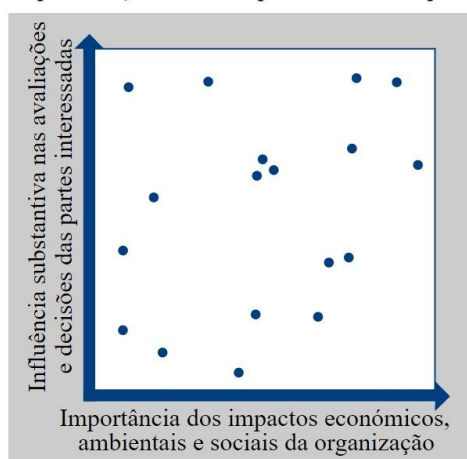 Influência substantiva nas avaliações
e decisões das partes interessadas
Importância dos impactos económicos,
ambientais e sociais da organização